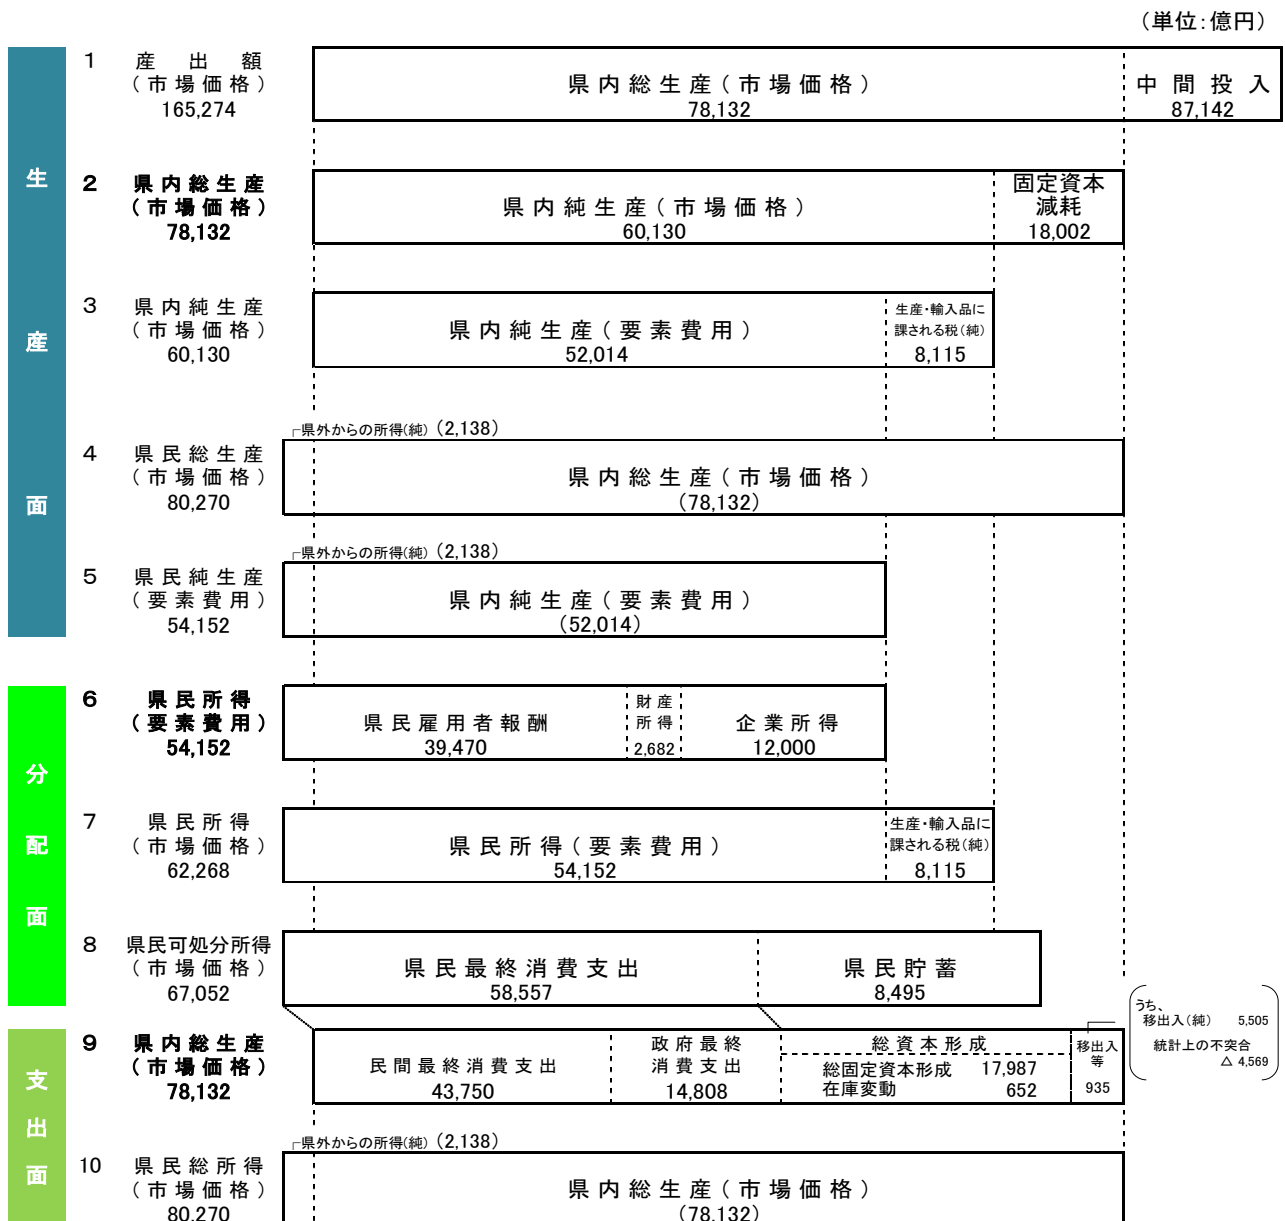 （単位：億円）
生産面
1 産出額
（市場価格）
165,274
県内総生産（市場価格）
78,132
中間投入
87,142
2 県内総生産
（市場価格）
78,132
県内純生産（市場価格）
60,130
固定資本
減耗
18,002
3 県内純生産
（市場価格）
60,130
県内純生産（要素費用）
52,014
生産・輸入品に
課される税（純）
8,115
県外からの所得（純）（2,138）
4 県民総生産
（市場価格）
80,270
県内総生産（市場価格）
（78,132）
県外からの所得（純）（2,138）
5 県民純生産
（要素費用）
54,152
県内純生産（要素費用）
（52,014）
分配面
6 県民所得
（要素費用）
54,152
県民雇用者報酬
39,470
財産
所得
2,682
企業所得
12,000
7 県民所得
（市場価格）
62,268
県民所得（要素費用）
54,152
生産・輸入品に
課される税（純）
8,115
8 県民可処分所得
（市場価格）
67,052
県民最終消費支出
58,557
県民貯蓄
8,495
支出面
9 県内総生産
（市場価格）
78,132
民間最終消費支出
43,750
政府最終
消費支出
14,808
総資本形成
総固定資本形成 17,987
在庫変動 652
移出入
等
935
うち、
移出入（純） 5,505
統計上の不突合
△ 4,569
県外からの所得（純）（2,138）
10 県民総所得
（市場価格）
80,270
県内総生産（市場価格）
（78,132）